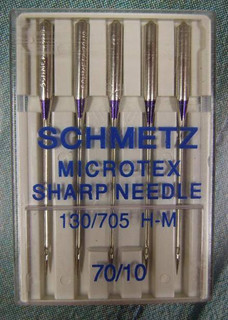 SCHMETZ
MICROTEX
SHARP NEEDLE
130/705 H-M
70/10